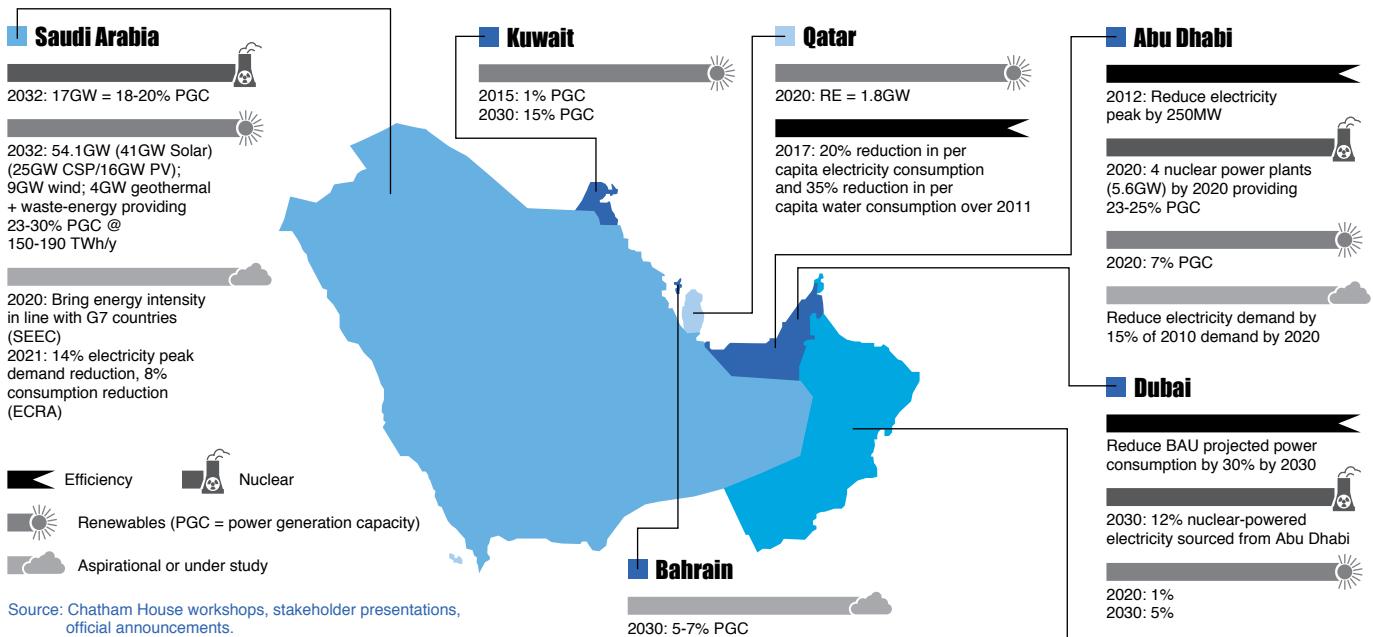 Saudi Arabia
2032: 17GW = 18-20% PGC
2032: 54.1GW (41GW Solar)
(25GW CSP/16GW PV);
9GW wind; 4GW geothermal
+ waste-energy providing
23-30% PGC @
150-190 TWh/y
2020: Bring energy intensity
in line with G7 countries
(SEEC)
2021: 14% electricity peak
demand reduction, 8%
consumption reduction
(ECRA)
Kuwait
2015: 1% PGC
2030: 15% PGC
Qatar
2020: RE = 1.8GW
2017: 20% reduction in per
capita electricity consumption
and 35% reduction in per
capita water consumption over 2011
Abu Dhabi
2012: Reduce electricity
peak by 250MW
2020: 4 nuclear power plants
(5.6GW) by 2020 providing
23-25% PGC
2020: 7% PGC
Reduce electricity demand by
15% of 2010 demand by 2020
Dubai
Reduce BAU projected power
consumption by 30% by 2030
2030: 12% nuclear-powered
electricity sourced from Abu Dhabi
2020: 1%
2030: 5%
Bahrain
2030: 5-7% PGC
Efficiency
Nuclear
Renewables (PGC = power generation capacity)
Aspirational or under study
Source: Chatham House workshops, stakeholder presentations,
official announcements.